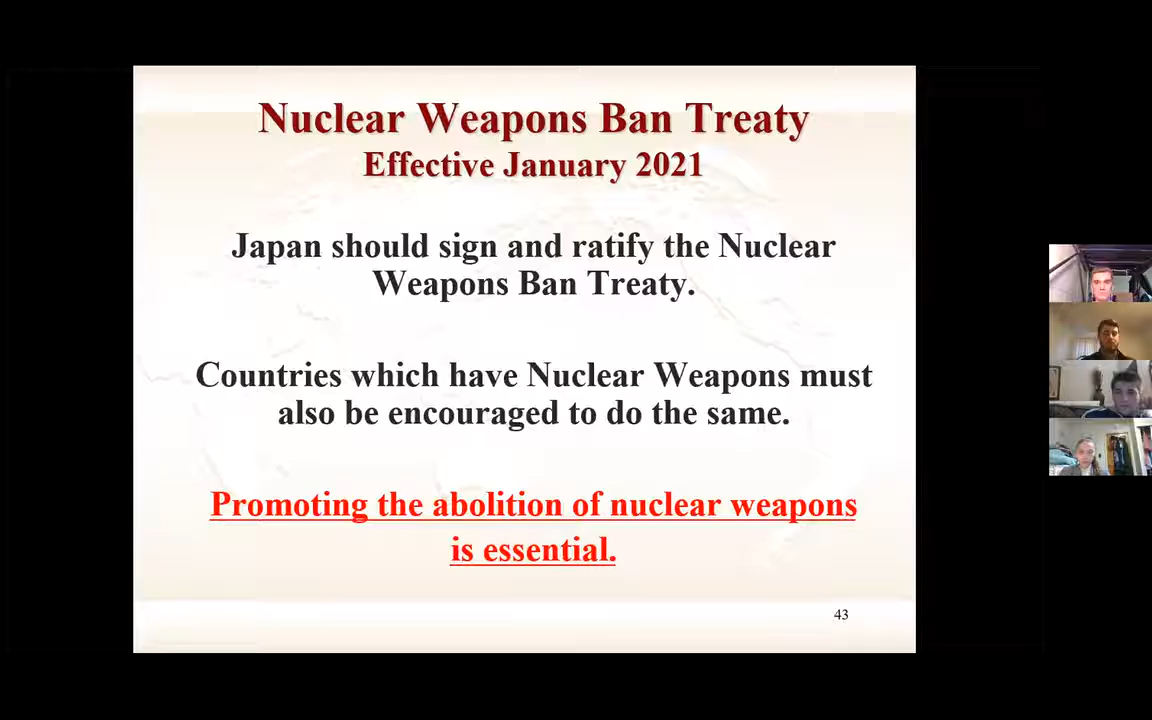 Nuclear Weapons Ban Treaty
Effective January 2021
Japan should sign and ratify the Nuclear
Weapons Ban Treaty.
Countries which have Nuclear Weapons must
also be encouraged to do the same.
Promoting the abolition of nuclear weapons
is essential.
43